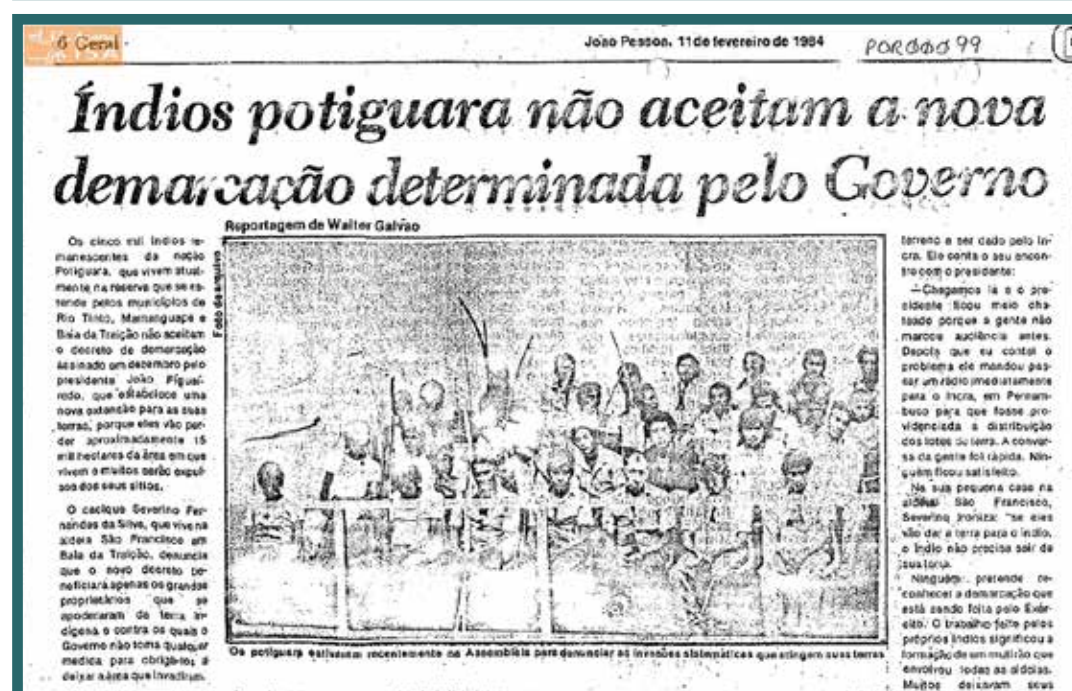 6 Geral
João Pessoa, 11 de fevereiro de 1984
PORddd99
Índios potiguara não aceitam a nova
demarcação determinada pelo Governo
Reportagem de Walter Galvão
Os cinco mil índios re-
manescentes da nação
Potiguara, que vivem atual-
mente na reserva que se es-
tende pelos municípios de
Rio Tinto, Mamanguape e
Baia da Traição não aceitam
o decreto de demarcação
assinado em dezembro pelo
presidente João Figuei-
redo, que estabelece uma
nova extensão para as suas
terras, porque eles vão per-
der aproximadamente 15
mil hectares da área em que
vivem e muitos serão expul-
sos dos seus sítios.
O cacique Severino Fer-
nandes da Silva, que vive na
aldeia São Francisco em
Baia da Traição, denuncia
que o novo decreto be-
neficiará apenas os grandes
proprietários que se
apoderaram da terra in-
dígena e contra os quais o
Governo não toma qualquer
medida para obrigá-los a
deixar a área que invadiram.
Foto de arquivo
Os potiguara estiveram recentemente na Assembléia para denunciar as invasões sistemáticas que atingem suas terras
terreno a ser dado pelo In-
cra. Ele conta o seu encon-
tro com o presidente:
—Chegamos lá e o pre-
sidente ficou meio cha-
teado porque a gente não
marcou audiência antes.
Depois que eu contei o
problema ele mandou pas-
sar um rádio imediatamente
para o Incra, em Pernam-
buco para que fosse pro-
videnciada a distribuição
dos lotes de terra. A conver-
sa da gente foi rápida. Nin-
guém ficou satisfeito.
Na sua pequena casa na
aldeia São Francisco,
Severino ironiza: "se eles
vão dar a terra para o índio,
o índio não precisa sair da
sua terra.
Ninguém pretende re-
conhecer a demarcação que
está sendo feita pelo Exér-
cito. O trabalho feito pelos
próprios índios significou a
formação de um mutirão que
envolveu todas as aldeias.
Muitos deixaram seus